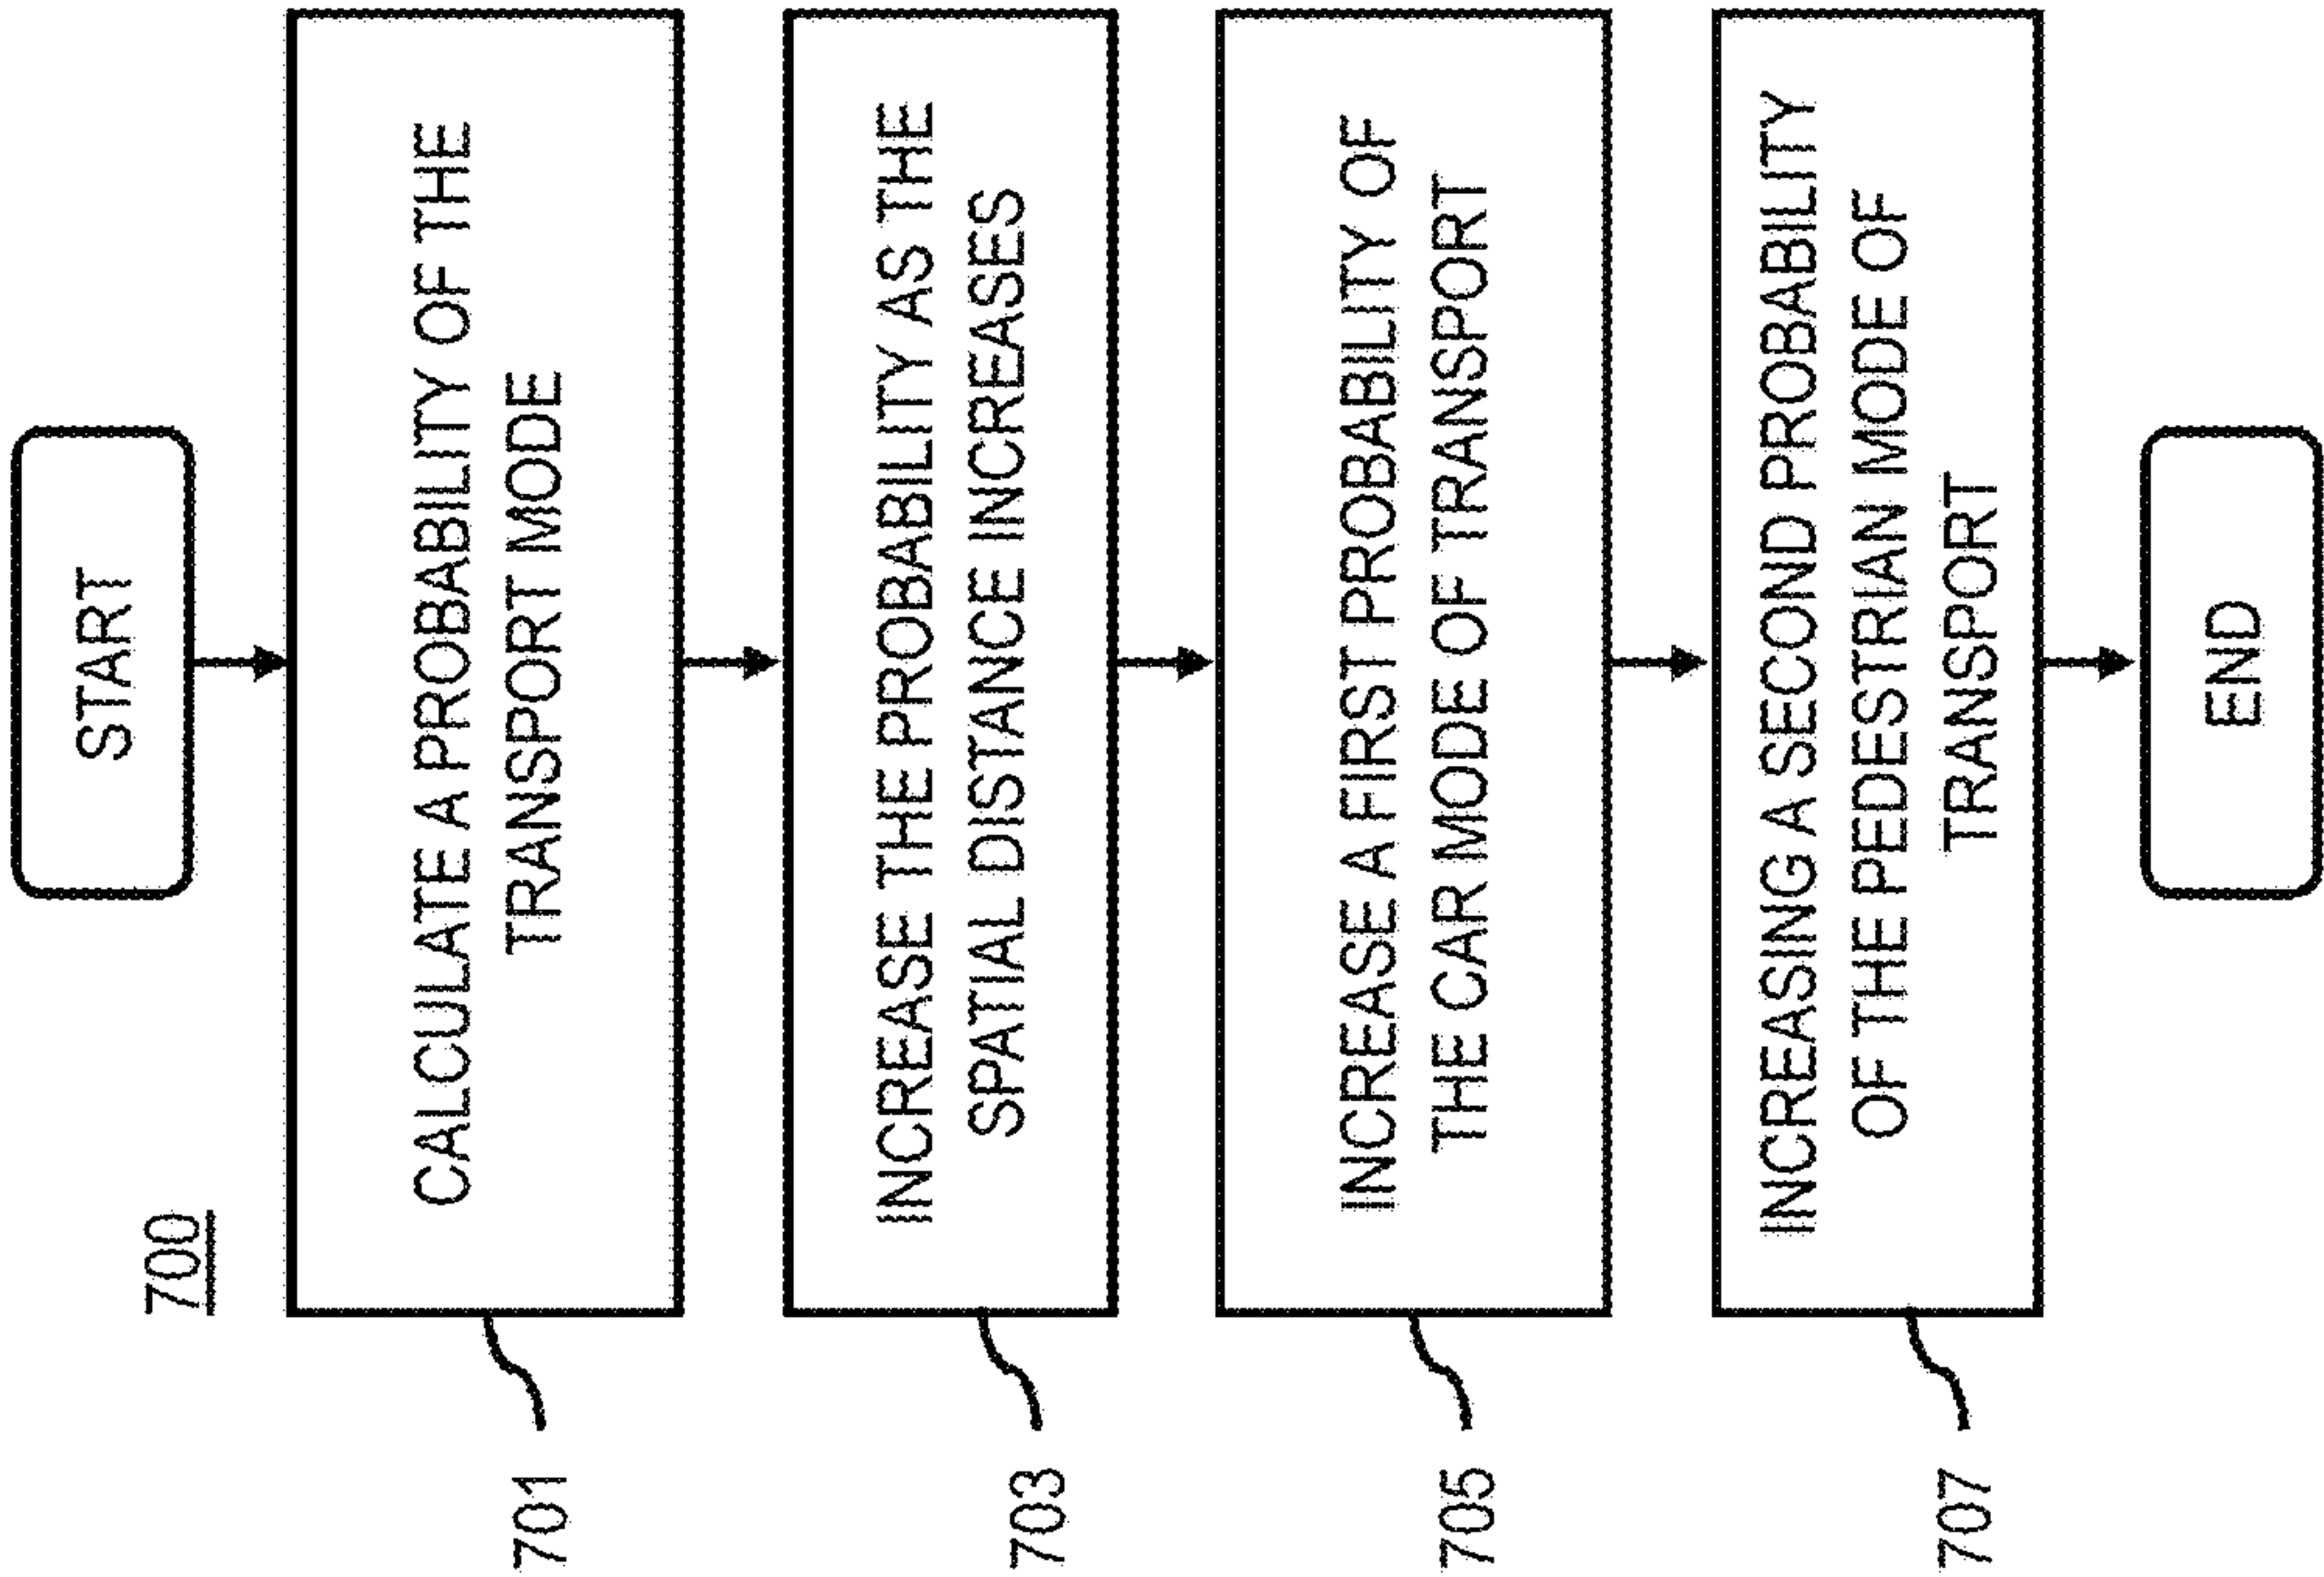 700
START
CALCULATE A PROBABILITY OF THE
TRANSPORT MODE
701
INCREASE THE PROBABILITY AS THE
SPATIAL DISTANCE INCREASES
703
INCREASE A FIRST PROBABILITY OF
THE CAR MODE OF TRANSPORT
705
INCREASING A SECOND PROBABILITY
OF THE PEDESTRIAN MODE OF
TRANSPORT
707
END